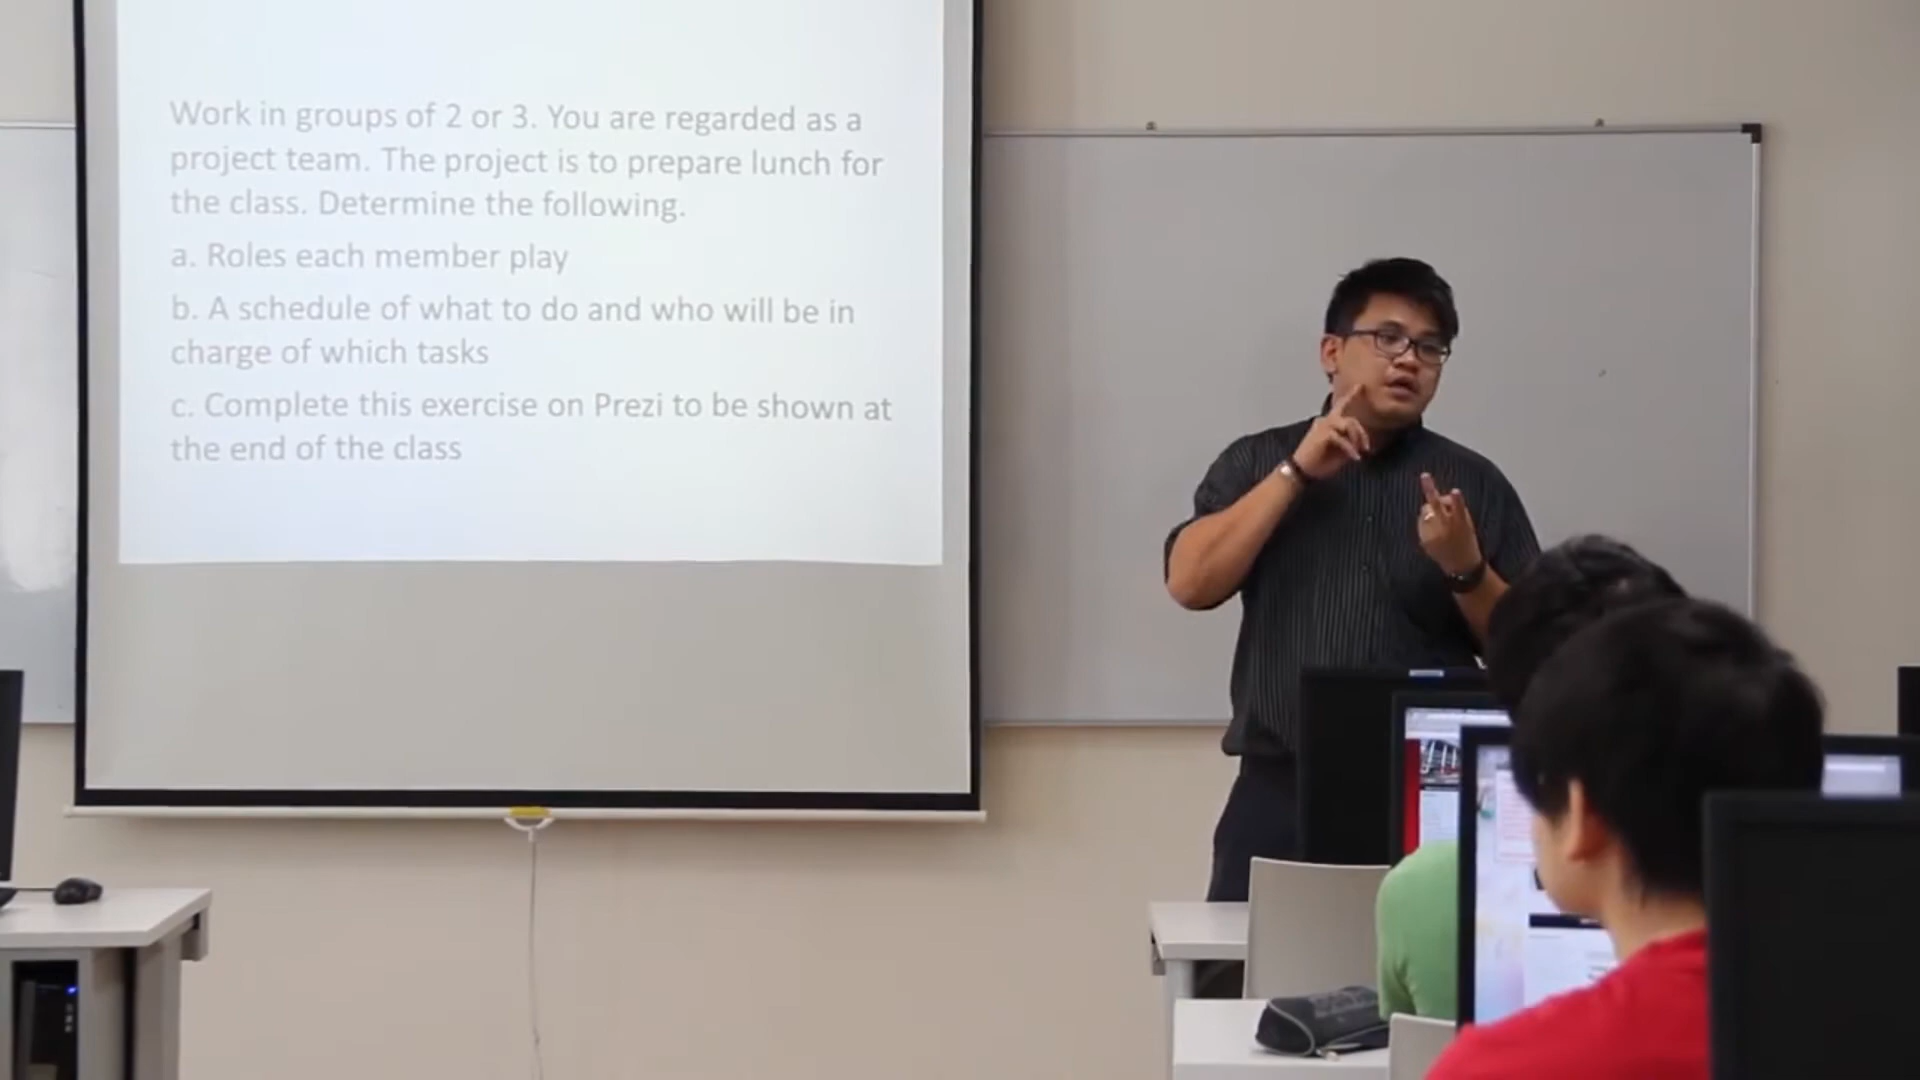 Work in groups of 2 or 3. You are regarded as a
project team. The project is to prepare lunch for
the class. Determine the following.
a. Roles each member play
b. A schedule of what to do and who will be in
charge of which tasks
c. Complete this exercise on Prezi to be shown at
the end of the class